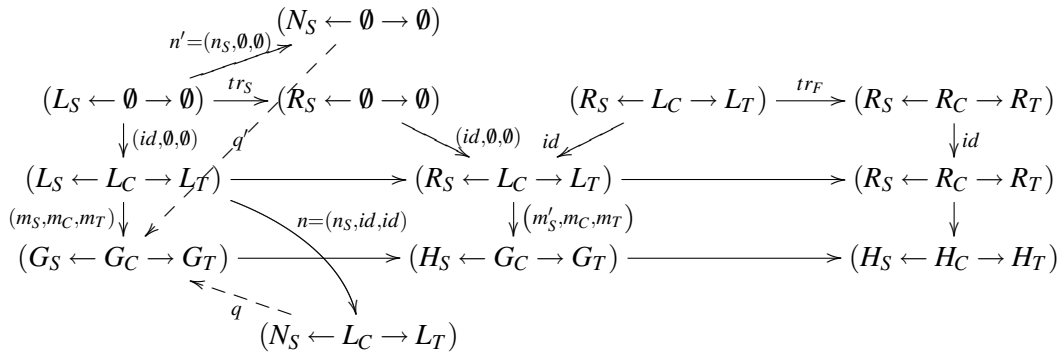 (N_S ← ∅ → ∅)
n′=(n_S,∅,∅)
(L_S ← ∅ → ∅) tr_S (R_S ← ∅ → ∅) (R_S ← L_C → L_T) tr_F (R_S ← R_C → R_T)
(id,∅,∅) q′ (id,∅,∅) id id
(L_S ← L_C → L_T) (R_S ← L_C → L_T) (R_S ← R_C → R_T)
(m_S,m_C,m_T) n=(n_S,id,id) (m′_S,m_C,m_T)
(G_S ← G_C → G_T) (H_S ← G_C → G_T) (H_S ← H_C → H_T)
q
(N_S ← L_C → L_T)